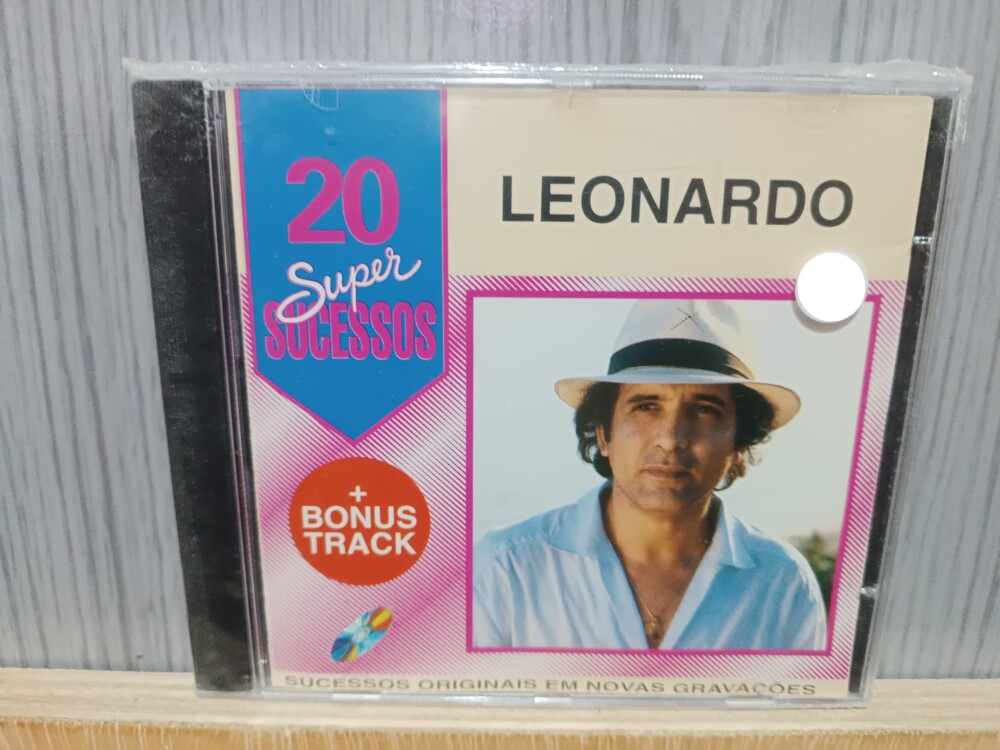 20
Super
SUCESSOS
LEONARDO
+
BONUS
TRACK
SUCESSOS ORIGINAIS EM NOVAS GRAVAÇÕES